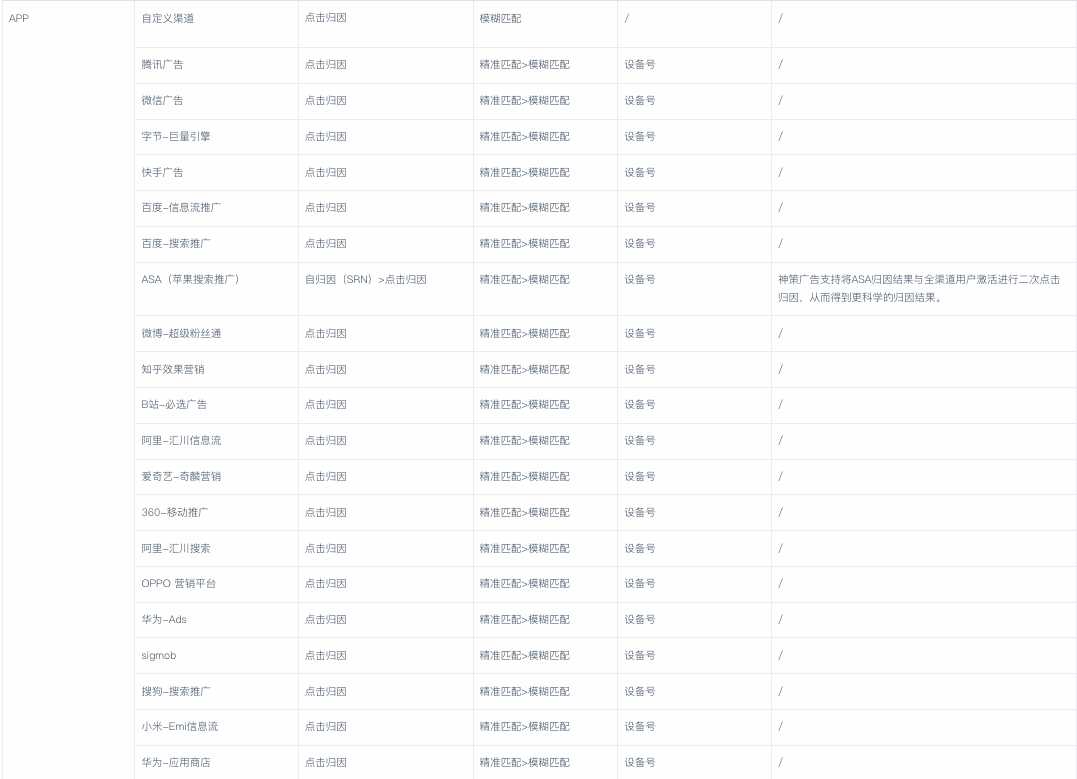 APP 自定义渠道 点击归因 模糊匹配 / /
腾讯广告 点击归因 精准匹配>模糊匹配 设备号 /
微信广告 点击归因 精准匹配>模糊匹配 设备号 /
字节-巨量引擎 点击归因 精准匹配>模糊匹配 设备号 /
快手广告 点击归因 精准匹配>模糊匹配 设备号 /
百度-信息流推广 点击归因 精准匹配>模糊匹配 设备号 /
百度-搜索推广 点击归因 精准匹配>模糊匹配 设备号 /
ASA（苹果搜索推广） 自归因（SRN）>点击归因 精准匹配>模糊匹配 设备号 神策广告支持将ASA归因结果与全渠道用户激活进行二次点击
归因，从而得到更科学的归因结果。
微博-超级粉丝通 点击归因 精准匹配>模糊匹配 设备号 /
知乎效果营销 点击归因 精准匹配>模糊匹配 设备号 /
B站-必选广告 点击归因 精准匹配>模糊匹配 设备号 /
阿里-汇川信息流 点击归因 精准匹配>模糊匹配 设备号 /
爱奇艺-奇麟营销 点击归因 精准匹配>模糊匹配 设备号 /
360-移动推广 点击归因 精准匹配>模糊匹配 设备号 /
阿里-汇川搜索 点击归因 精准匹配>模糊匹配 设备号 /
OPPO 营销平台 点击归因 精准匹配>模糊匹配 设备号 /
华为-Ads 点击归因 精准匹配>模糊匹配 设备号 /
sigmob 点击归因 精准匹配>模糊匹配 设备号 /
搜狗-搜索推广 点击归因 精准匹配>模糊匹配 设备号 /
小米-Emi信息流 点击归因 精准匹配>模糊匹配 设备号 /
华为-应用商店 点击归因 精准匹配>模糊匹配 设备号 /